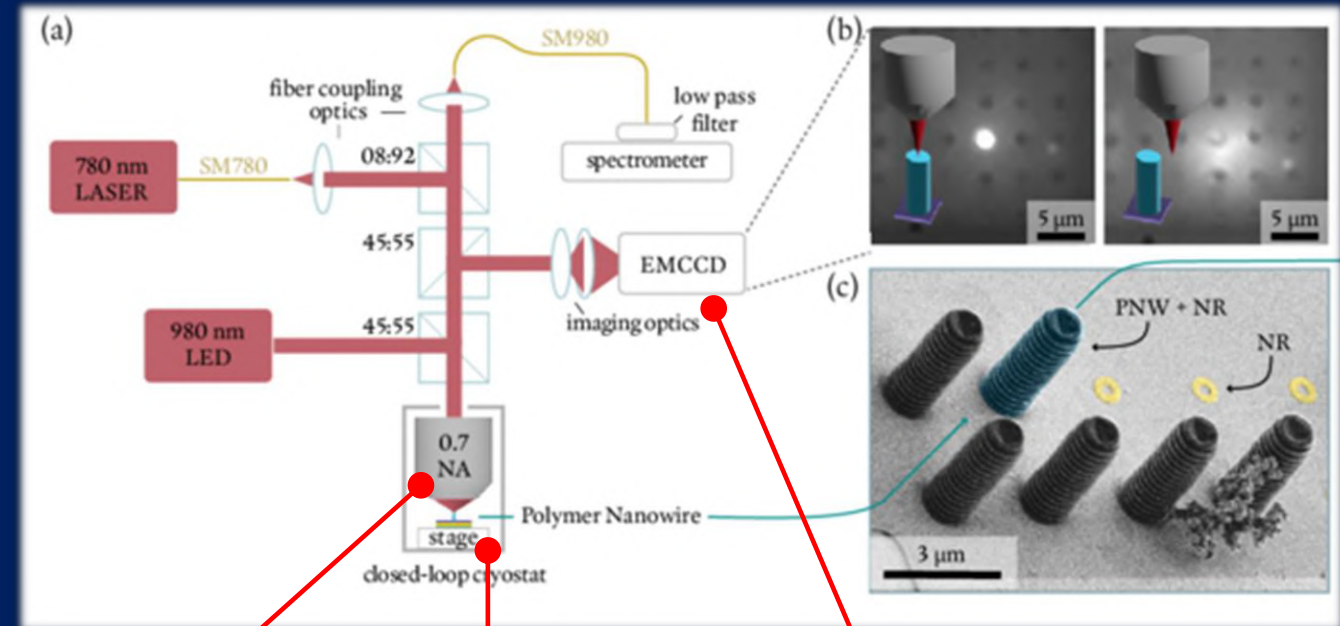 (a)
SM980
fiber coupling
optics
low pass
filter
spectrometer
780 nm
LASER
SM780
08:92
45:55
EMCCD
imaging optics
980 nm
LED
45:55
0.7
NA
Polymer Nanowire
stage
closed-loop cryostat
(b)
5 μm
5 μm
(c)
PNW + NR
NR
3 μm